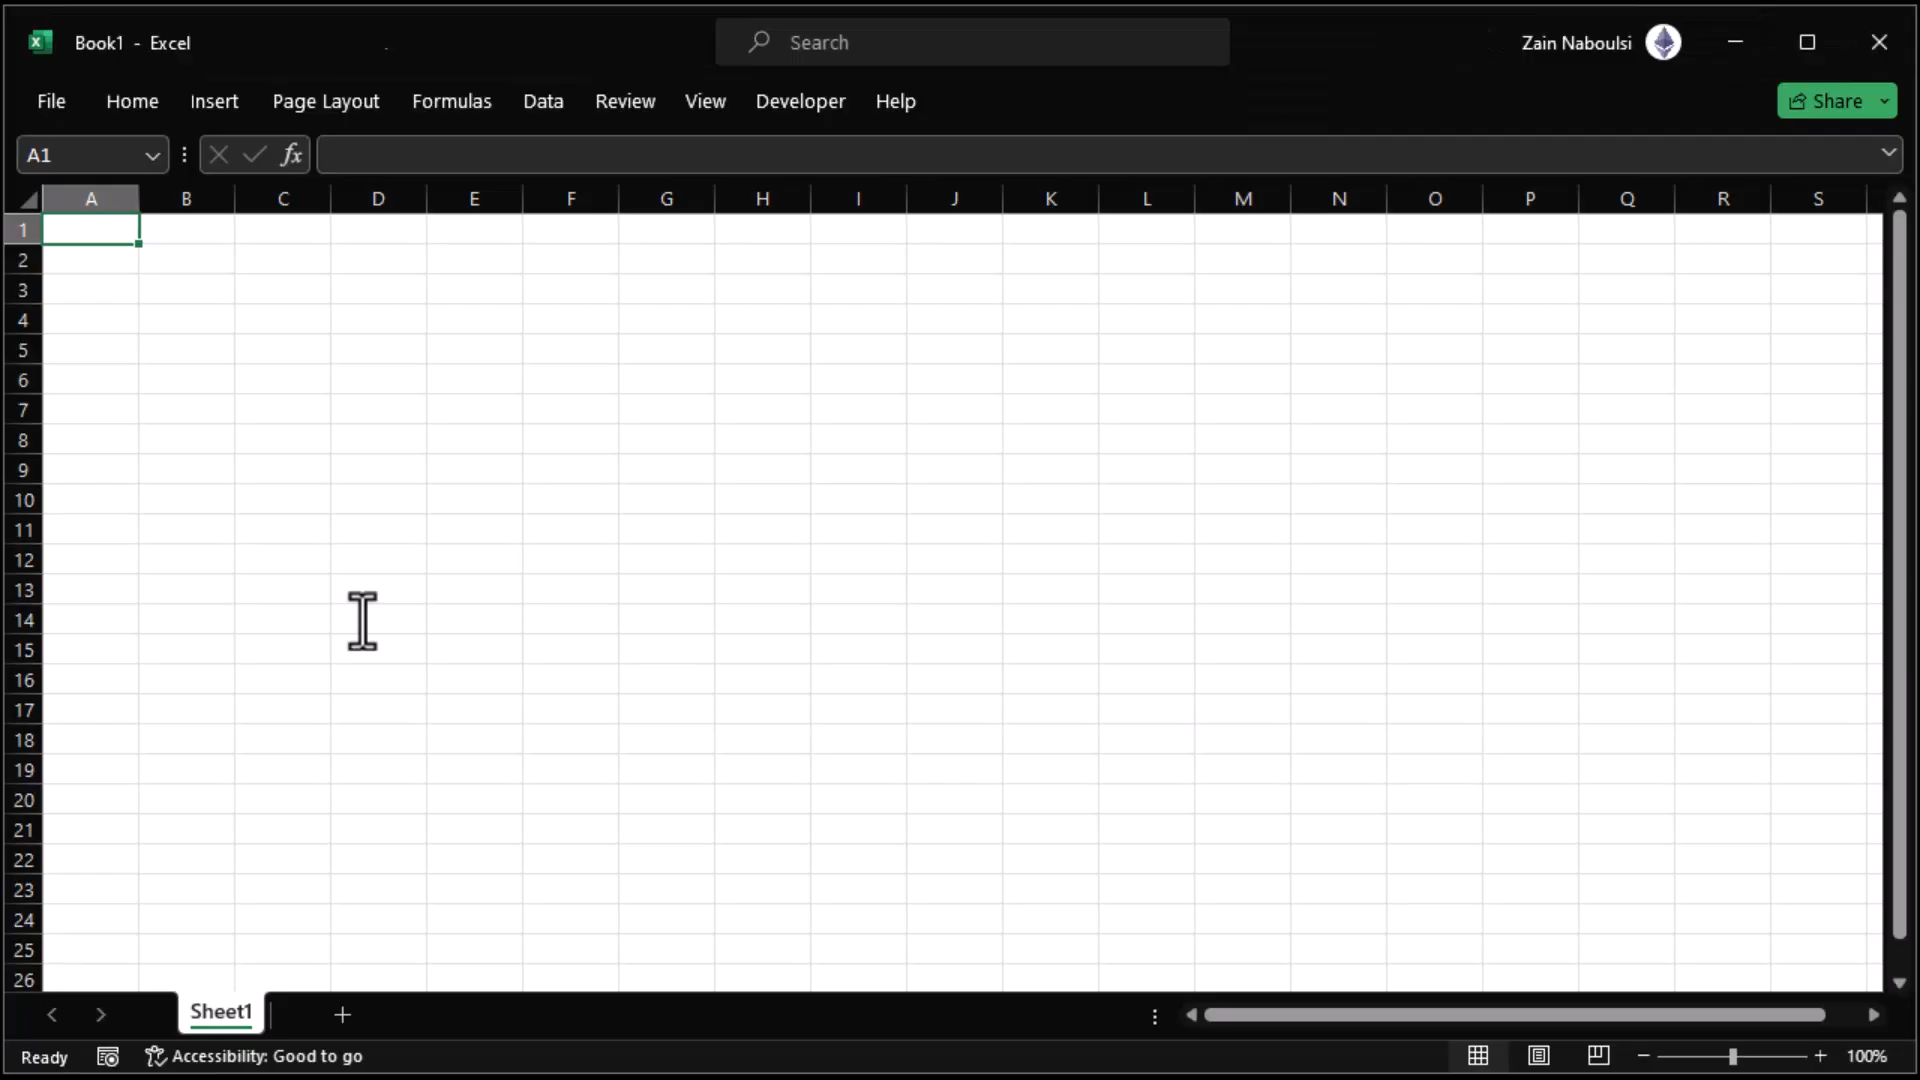 Book1 - Excel
Search
Zain Naboulsi
File Home Insert Page Layout Formulas Data Review View Developer Help
Share
A1
fx
A B C D E F G H I J K L M N O P Q R S
1
2
3
4
5
6
7
8
9
10
11
12
13
14
15
16
17
18
19
20
21
22
23
24
25
26
Sheet1
Ready
Accessibility: Good to go
100%